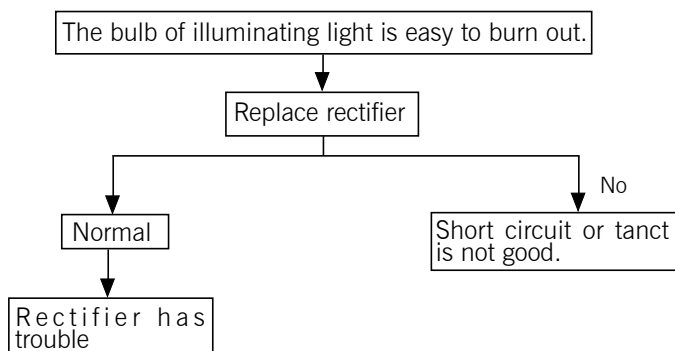 The bulb of illuminating light is easy to burn out.
Replace rectifier
No
Normal
Short circuit or tanct
is not good.
Rectifier has
trouble